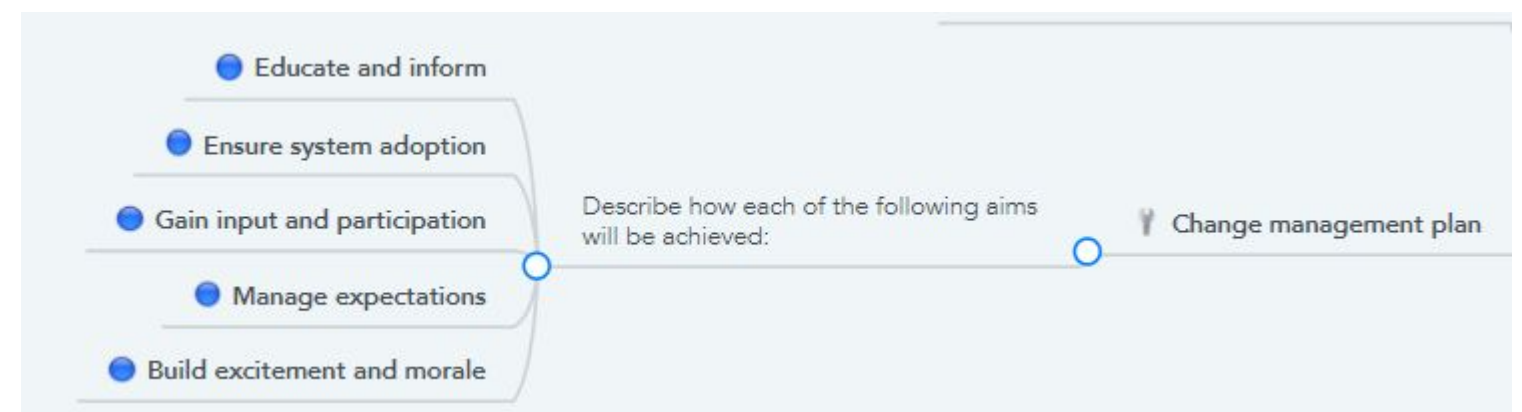 Educate and inform
Ensure system adoption
Gain input and participation
Manage expectations
Build excitement and morale
Describe how each of the following aims
will be achieved:
Change management plan